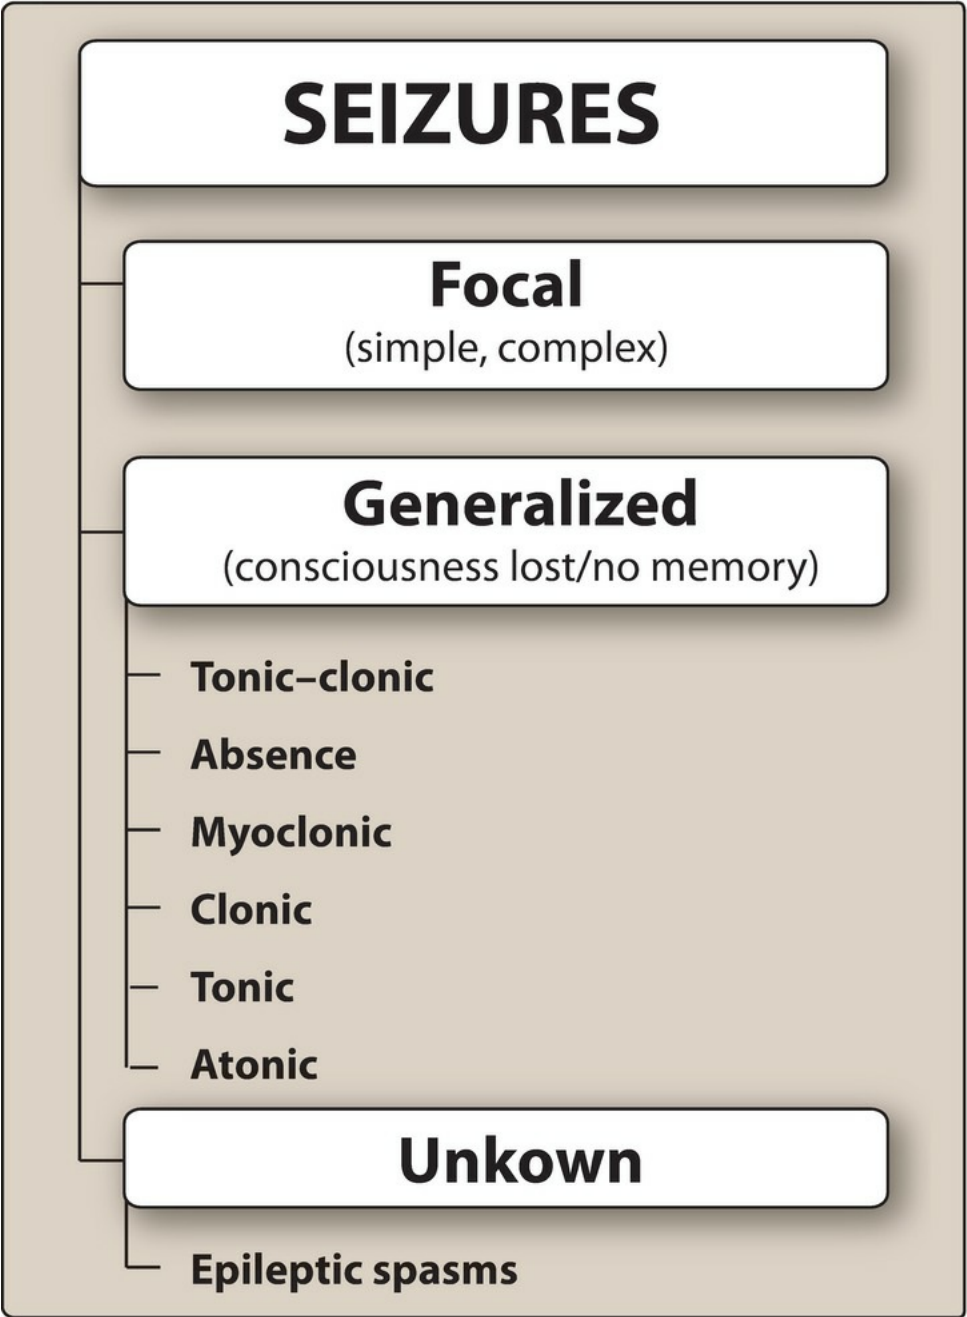 SEIZURES
Focal
(simple, complex)
Generalized
(consciousness lost/no memory)
Tonic–clonic
Absence
Myoclonic
Clonic
Tonic
Atonic
Unkown
Epileptic spasms